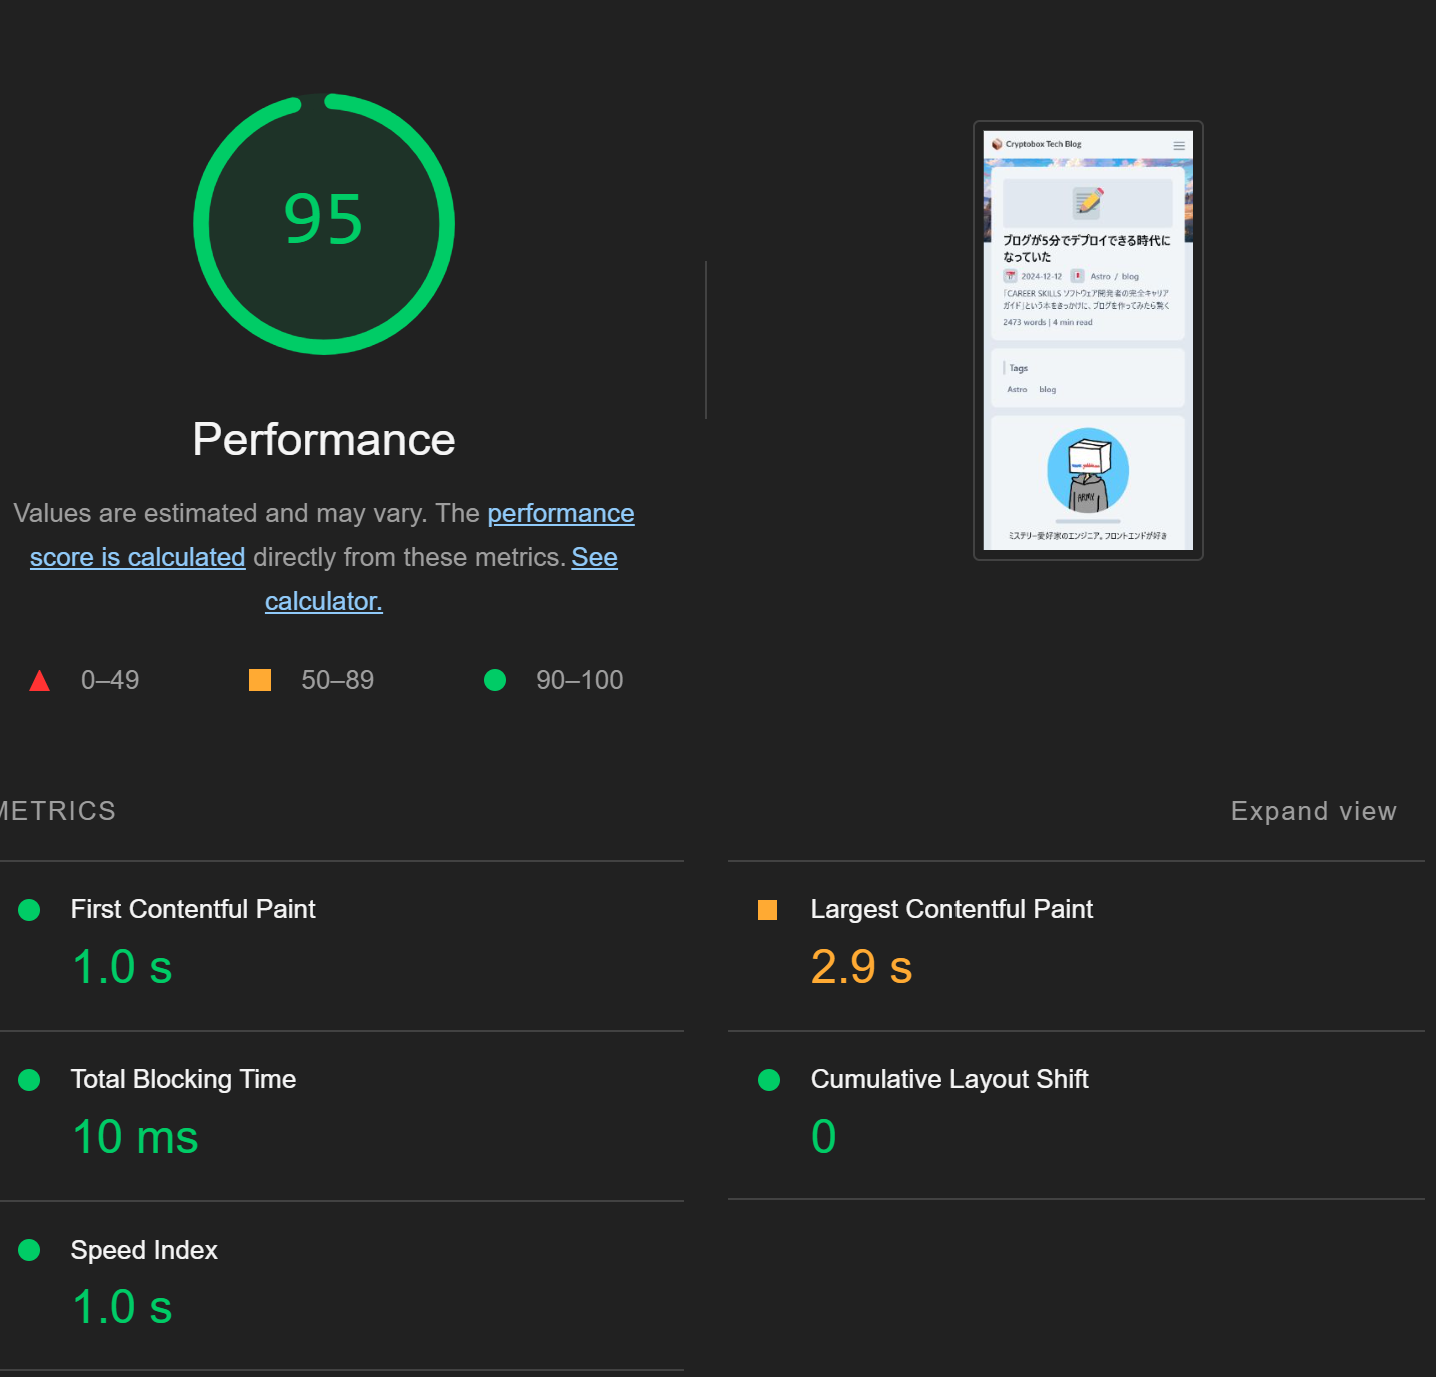 95
Performance
Values are estimated and may vary. The performance
score is calculated directly from these metrics. See
calculator.
0–49
50–89
90–100
Cryptobox Tech Blog
ブログが5分でデプロイできる時代に
なっていた
2024-12-12 Astro / blog
「CAREER SKILLS ソフトウェア開発者の完全キャリア
ガイド」という本をきっかけに、ブログを作ってみたら驚く
2473 words | 4 min read
Tags
Astro blog
ARMY
ミステリー愛好家のエンジニア。フロントエンドが好き
METRICS
Expand view
First Contentful Paint
1.0 s
Largest Contentful Paint
2.9 s
Total Blocking Time
10 ms
Cumulative Layout Shift
0
Speed Index
1.0 s